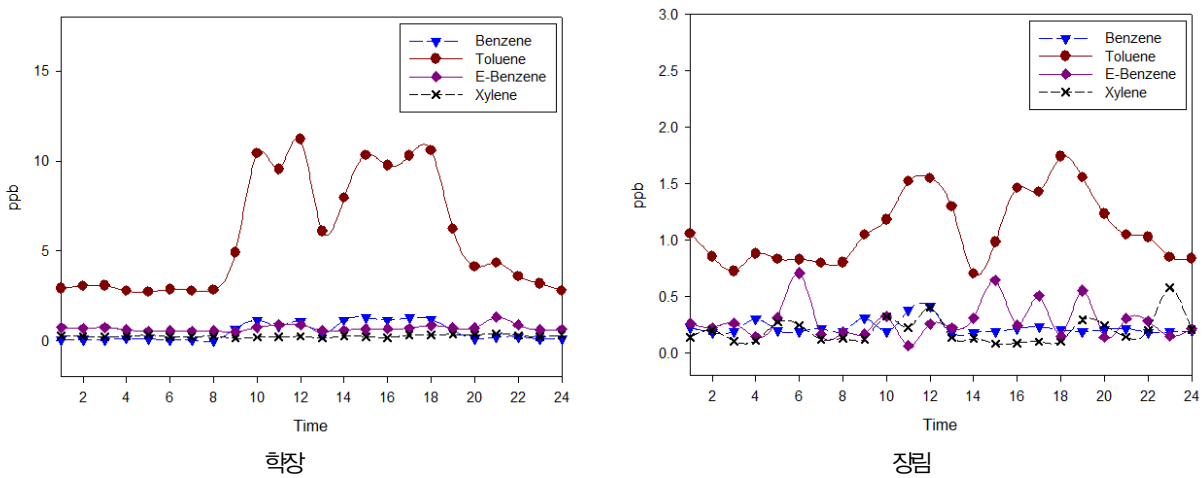 Benzene
Toluene
E-Benzene
Xylene
15
10
5
0
ppb
2 4 6 8 10 12 14 16 18 20 22 24
Time
학장
Benzene
Toluene
E-Benzene
Xylene
3.0
2.5
2.0
1.5
1.0
0.5
0.0
ppb
2 4 6 8 10 12 14 16 18 20 22 24
Time
장림